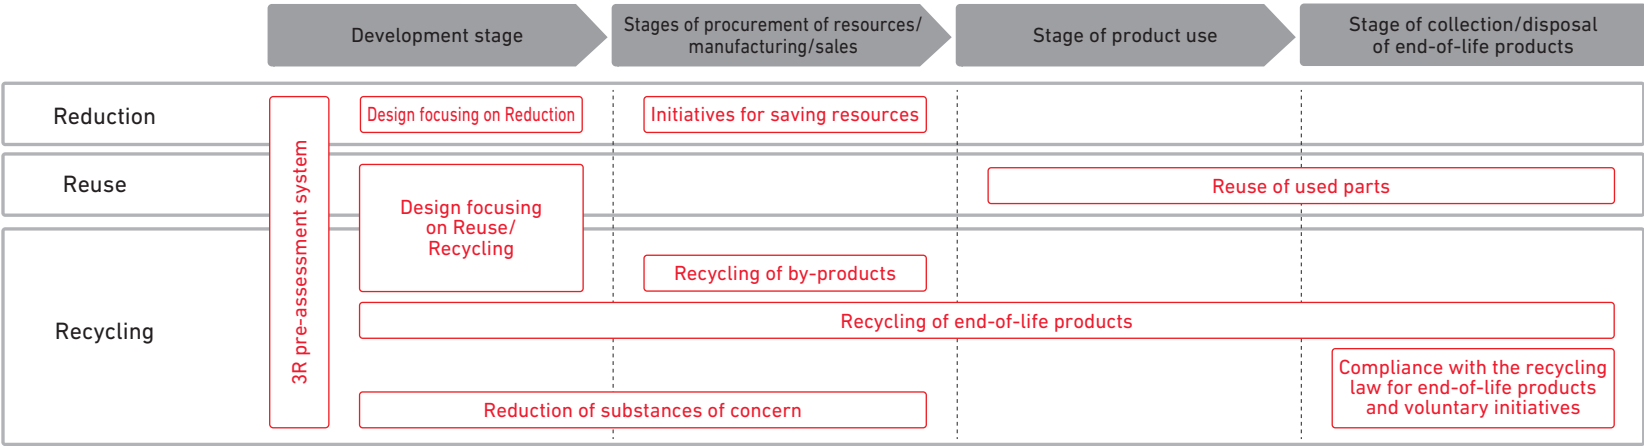 Development stage
Stages of procurement of resources/
manufacturing/sales
Stage of product use
Stage of collection/disposal
of end-of-life products
Reduction
Design focusing on Reduction
Initiatives for saving resources
3R pre-assessment system
Reuse
Design focusing
on Reuse/
Recycling
Reuse of used parts
Recycling
Recycling of by-products
Recycling of end-of-life products
Compliance with the recycling
law for end-of-life products
and voluntary initiatives
Reduction of substances of concern